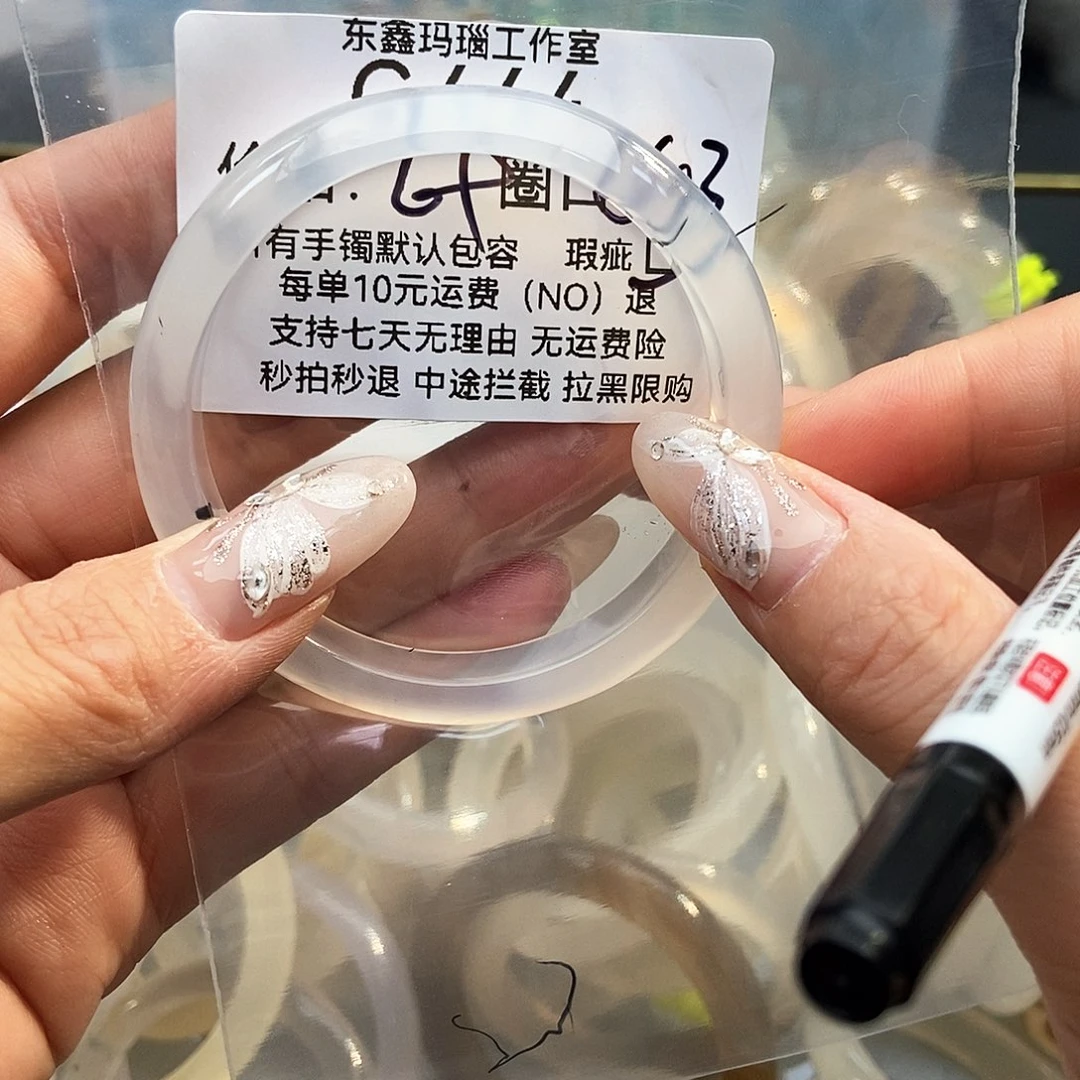 东鑫玛瑙工作室
圈口
有手镯默认包容 瑕疵
每单10元运费（NO）退
支持七天无理由 无运费险
秒拍秒退 中途拦截 拉黑限购